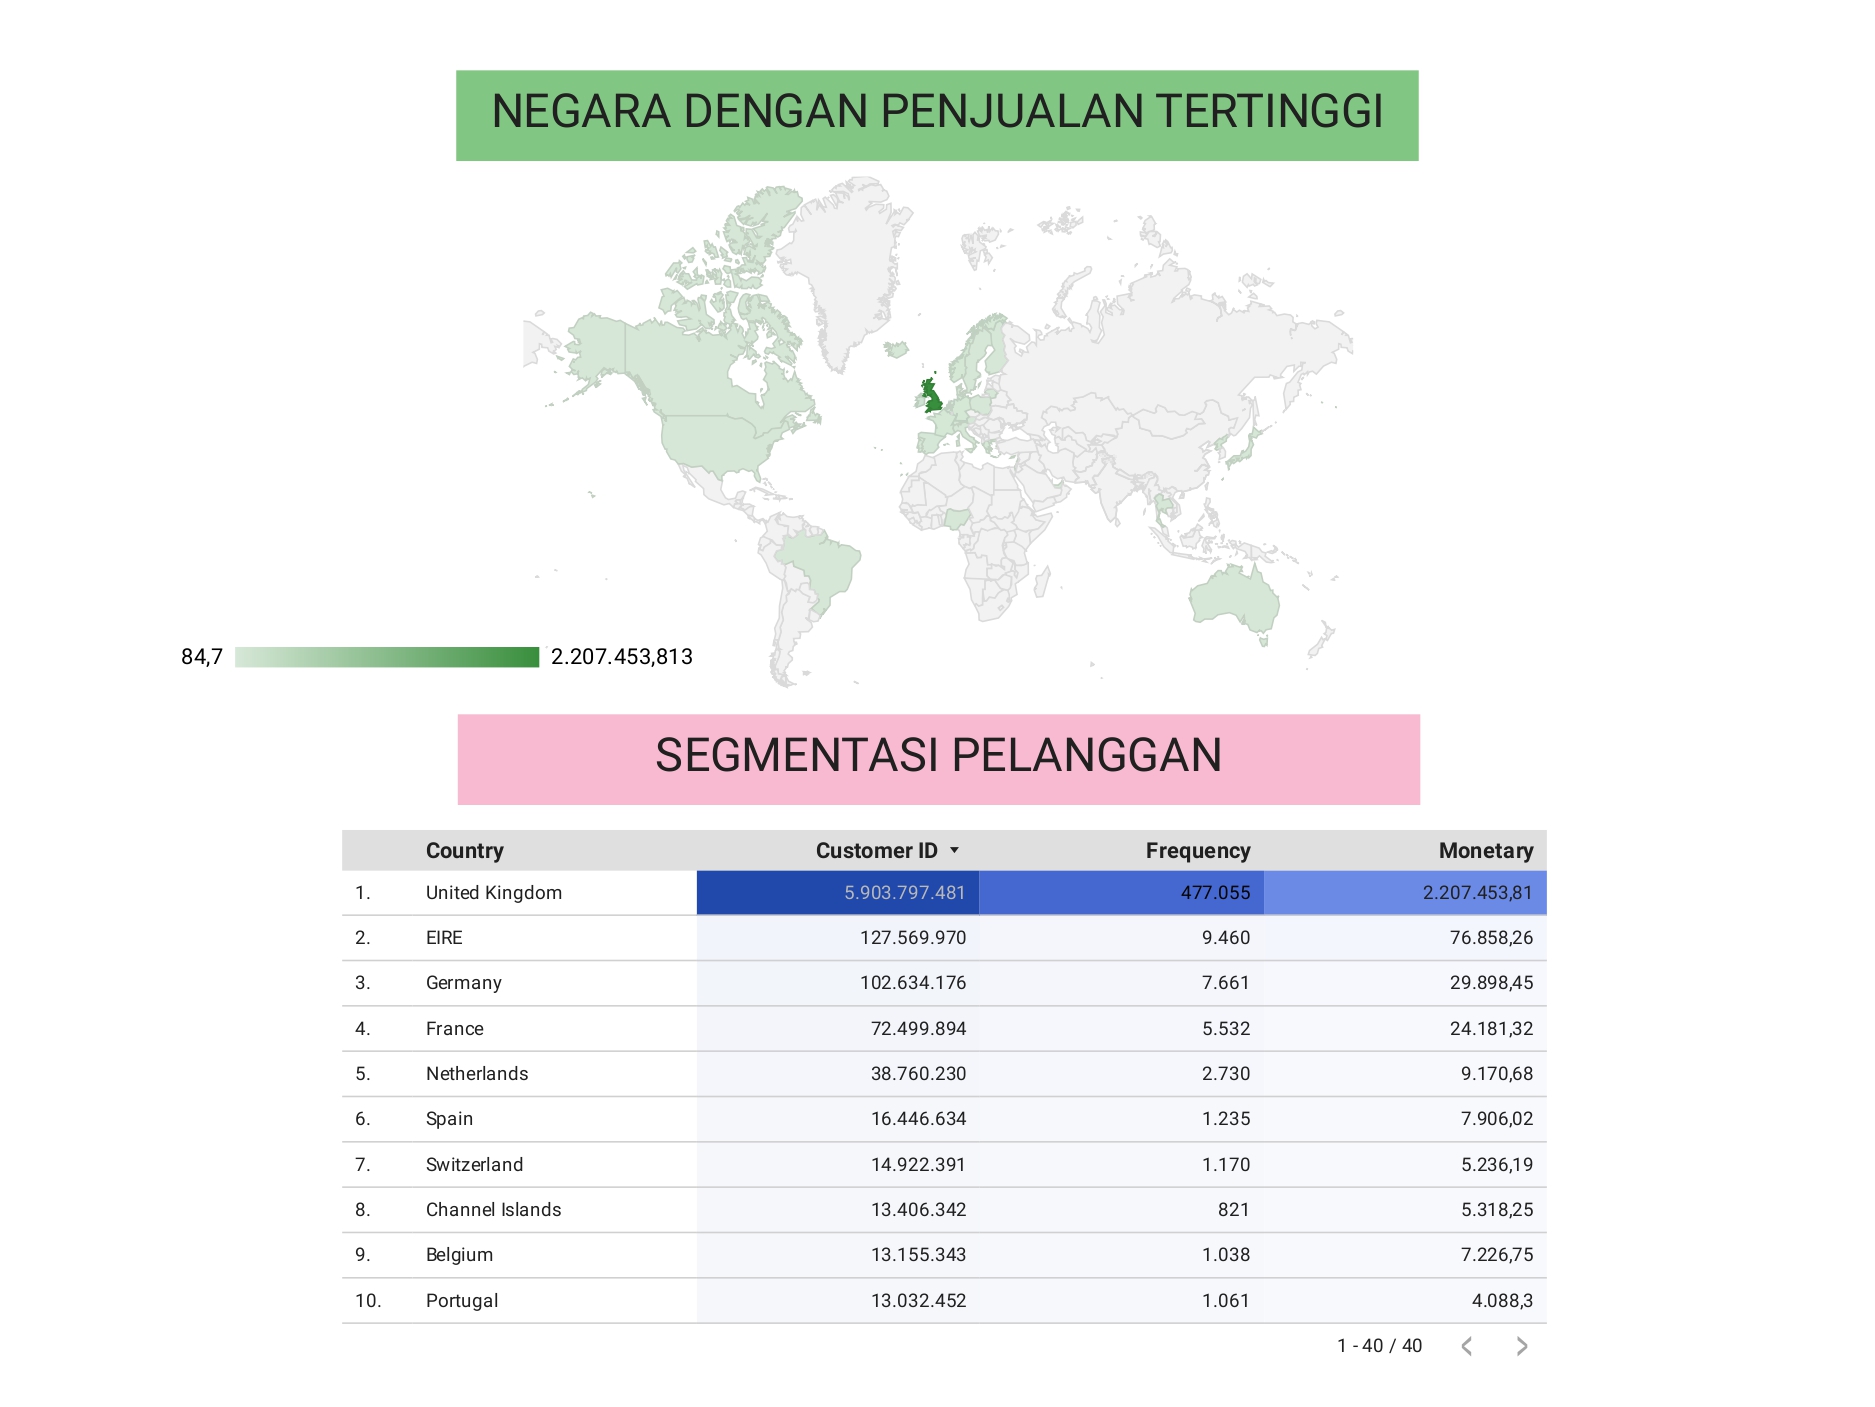 NEGARA DENGAN PENJUALAN TERTINGGI
84,7 2.207.453,813
SEGMENTASI PELANGGAN
Country Customer ID Frequency Monetary
1. United Kingdom 5.903.797.481 477.055 2.207.453,81
2. EIRE 127.569.970 9.460 76.858,26
3. Germany 102.634.176 7.661 29.898,45
4. France 72.499.894 5.532 24.181,32
5. Netherlands 38.760.230 2.730 9.170,68
6. Spain 16.446.634 1.235 7.906,02
7. Switzerland 14.922.391 1.170 5.236,19
8. Channel Islands 13.406.342 821 5.318,25
9. Belgium 13.155.343 1.038 7.226,75
10. Portugal 13.032.452 1.061 4.088,3
1 - 40 / 40